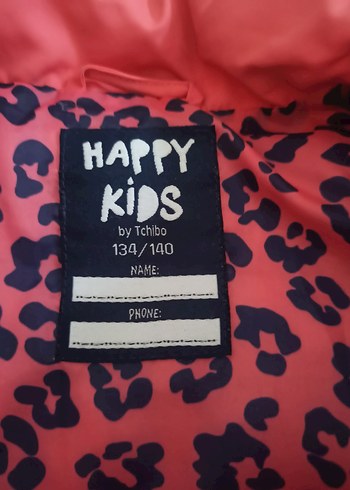 HAPPY
KiDS
by Tchibo
134/140
NAME:
PHONE: